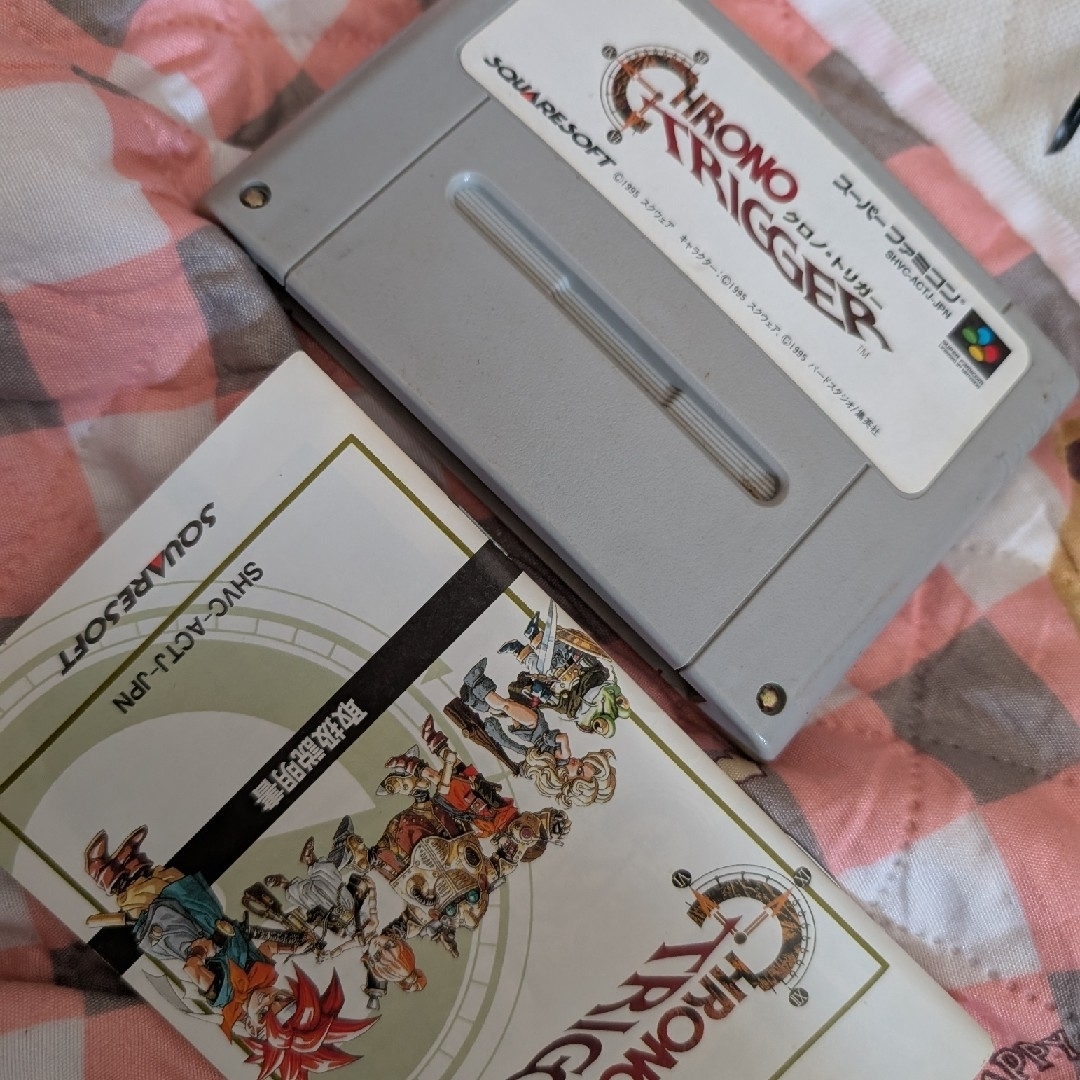 スーパーファミコン
SHVC-ACTJ-JPN
CHRONO
TRIGGER™
クロノ・トリガー
SQUARESOFT
©1995 スクウェア キャラクター:©1995 スクウェア、©1995 バードスタジオ/集英社
CHRONO
SHVC-ACTJ-JPN
取扱説明書
SQUARESOFT